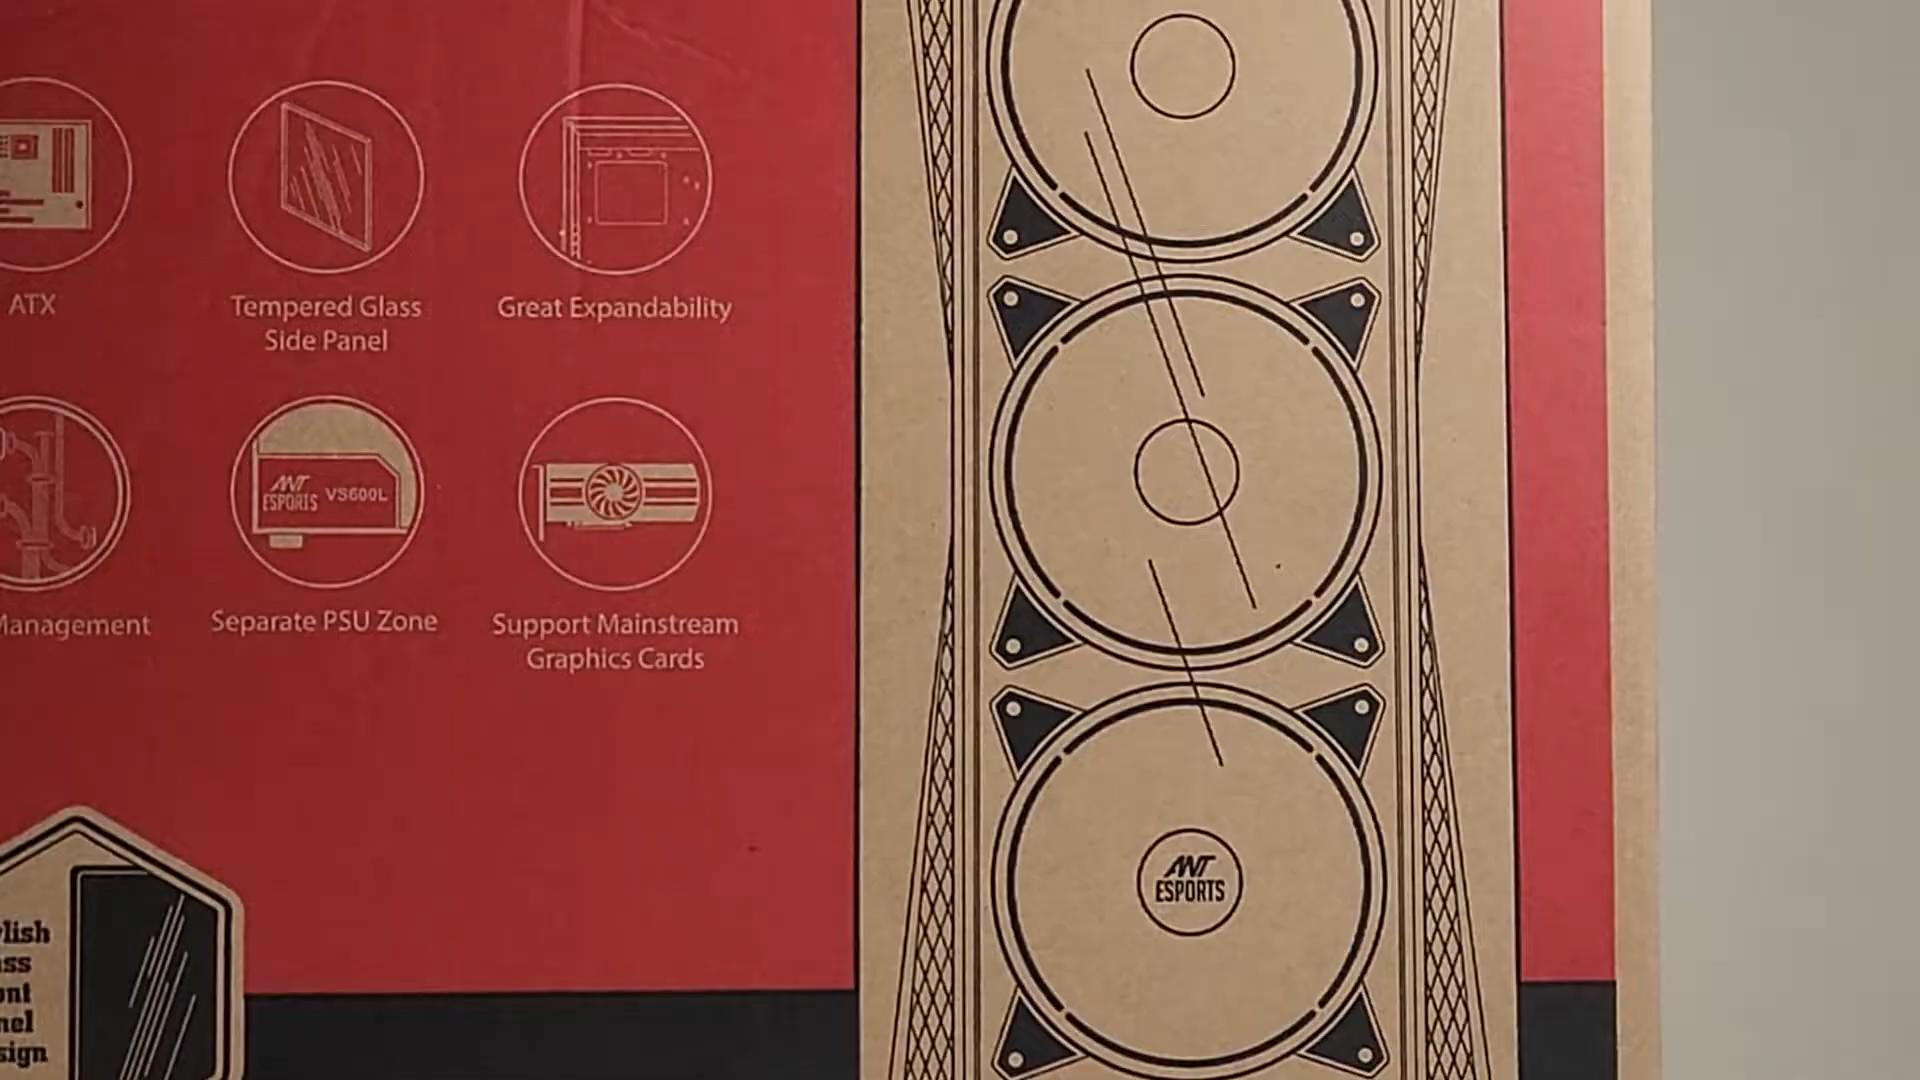 ATX
Tempered Glass
Side Panel
Great Expandability
ANT
ESPORTS
VS600L
Management
Separate PSU Zone
Support Mainstream
Graphics Cards
ANT
ESPORTS